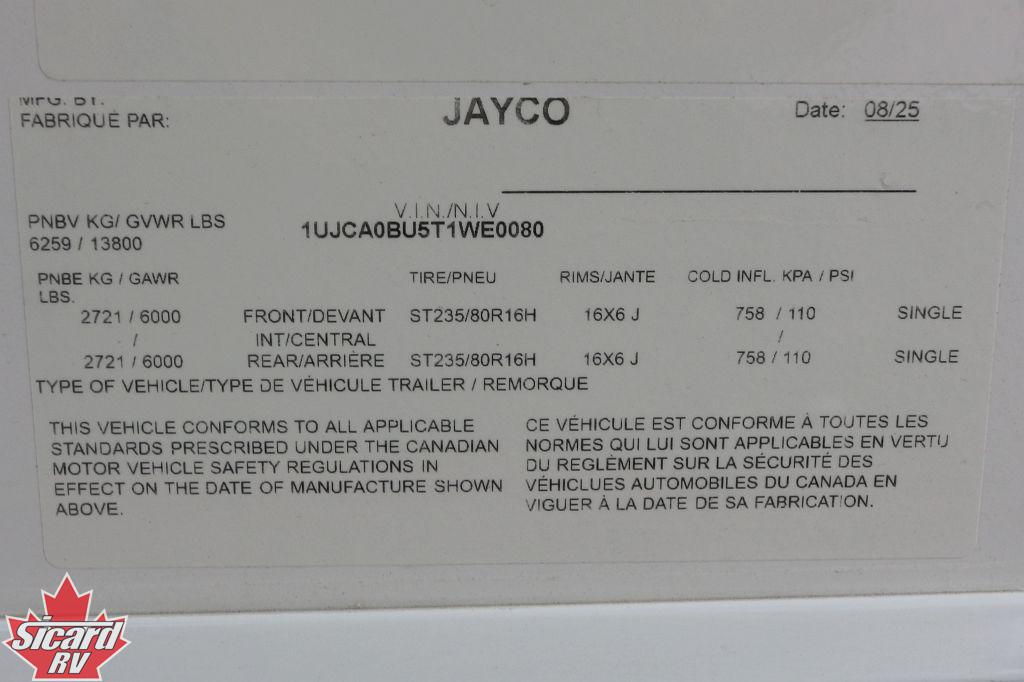 MFG. BY:
FABRIQUÉ PAR:
JAYCO
Date: 08/25
V.I.N./N.I.V
PNBV KG/ GVWR LBS
6259 / 13800
1UJCA0BU5T1WE0080
PNBE KG / GAWR LBS.
TIRE/PNEU
RIMS/JANTE
COLD INFL. KPA / PSI
2721 / 6000 FRONT/DEVANT ST235/80R16H 16X6 J 758 / 110 SINGLE
/ INT/CENTRAL /
2721 / 6000 REAR/ARRIÈRE ST235/80R16H 16X6 J 758 / 110 SINGLE
TYPE OF VEHICLE/TYPE DE VÉHICULE TRAILER / REMORQUE
THIS VEHICLE CONFORMS TO ALL APPLICABLE
STANDARDS PRESCRIBED UNDER THE CANADIAN
MOTOR VEHICLE SAFETY REGULATIONS IN
EFFECT ON THE DATE OF MANUFACTURE SHOWN
ABOVE.
CE VÉHICULE EST CONFORME À TOUTES LES
NORMES QUI LUI SONT APPLICABLES EN VERTU
DU REGLÈMENT SUR LA SÉCURITÉ DES
VÉHICLUES AUTOMOBILES DU CANADA EN
VIGUER À LA DATE DE SA FABRICATION.
Sicard
RV